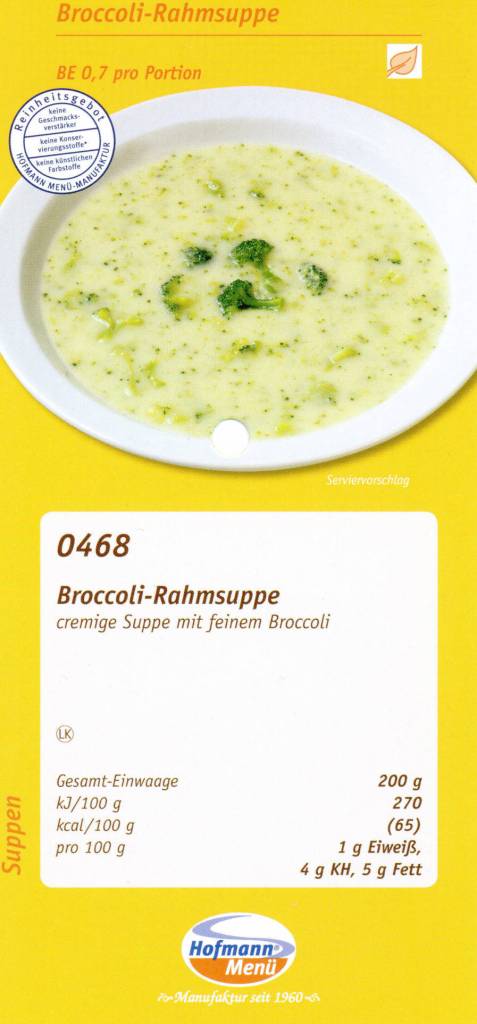 Broccoli-Rahmsuppe
BE 0,7 pro Portion
Reinheitsgebot
keine
Geschmacks-
verstärker
keine Konser-
vierungsstoffe*
keine künstlichen
Farbstoffe
HOFMANN MENÜ-MANUFAKTUR
Serviervorschlag
0468
Broccoli-Rahmsuppe
cremige Suppe mit feinem Broccoli
LK
Gesamt-Einwaage 200 g
kJ/100 g 270
kcal/100 g (65)
pro 100 g 1 g Eiweiß,
4 g KH, 5 g Fett
Suppen
Hofmann®
Menü
Manufaktur seit 1960